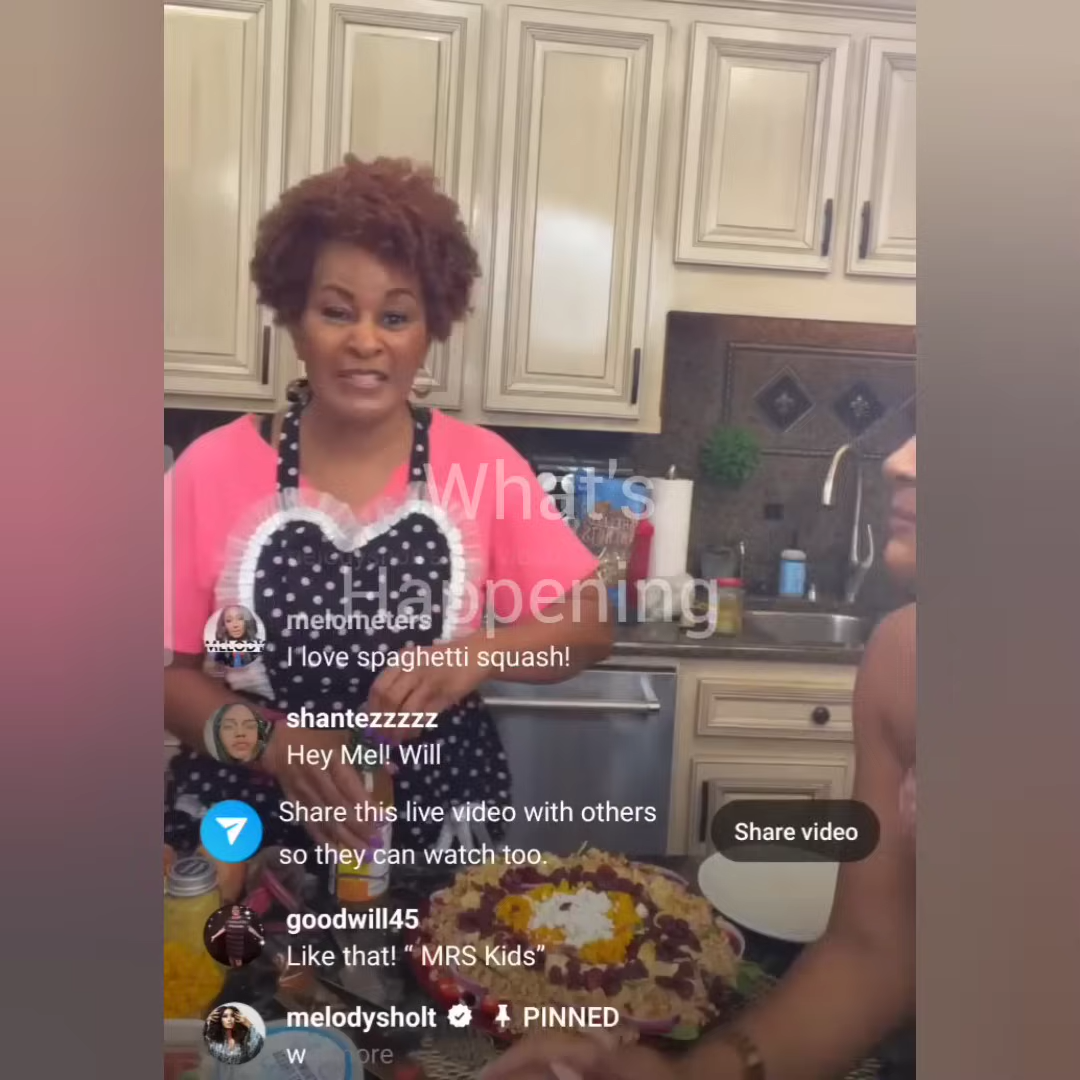 What's
Happening
melometers
I love spaghetti squash!
shantezzzzz
Hey Mel! Will
Share this live video with others
so they can watch too.
Share video
goodwill45
Like that! “ MRS Kids”
melodysholt PINNED
w ore